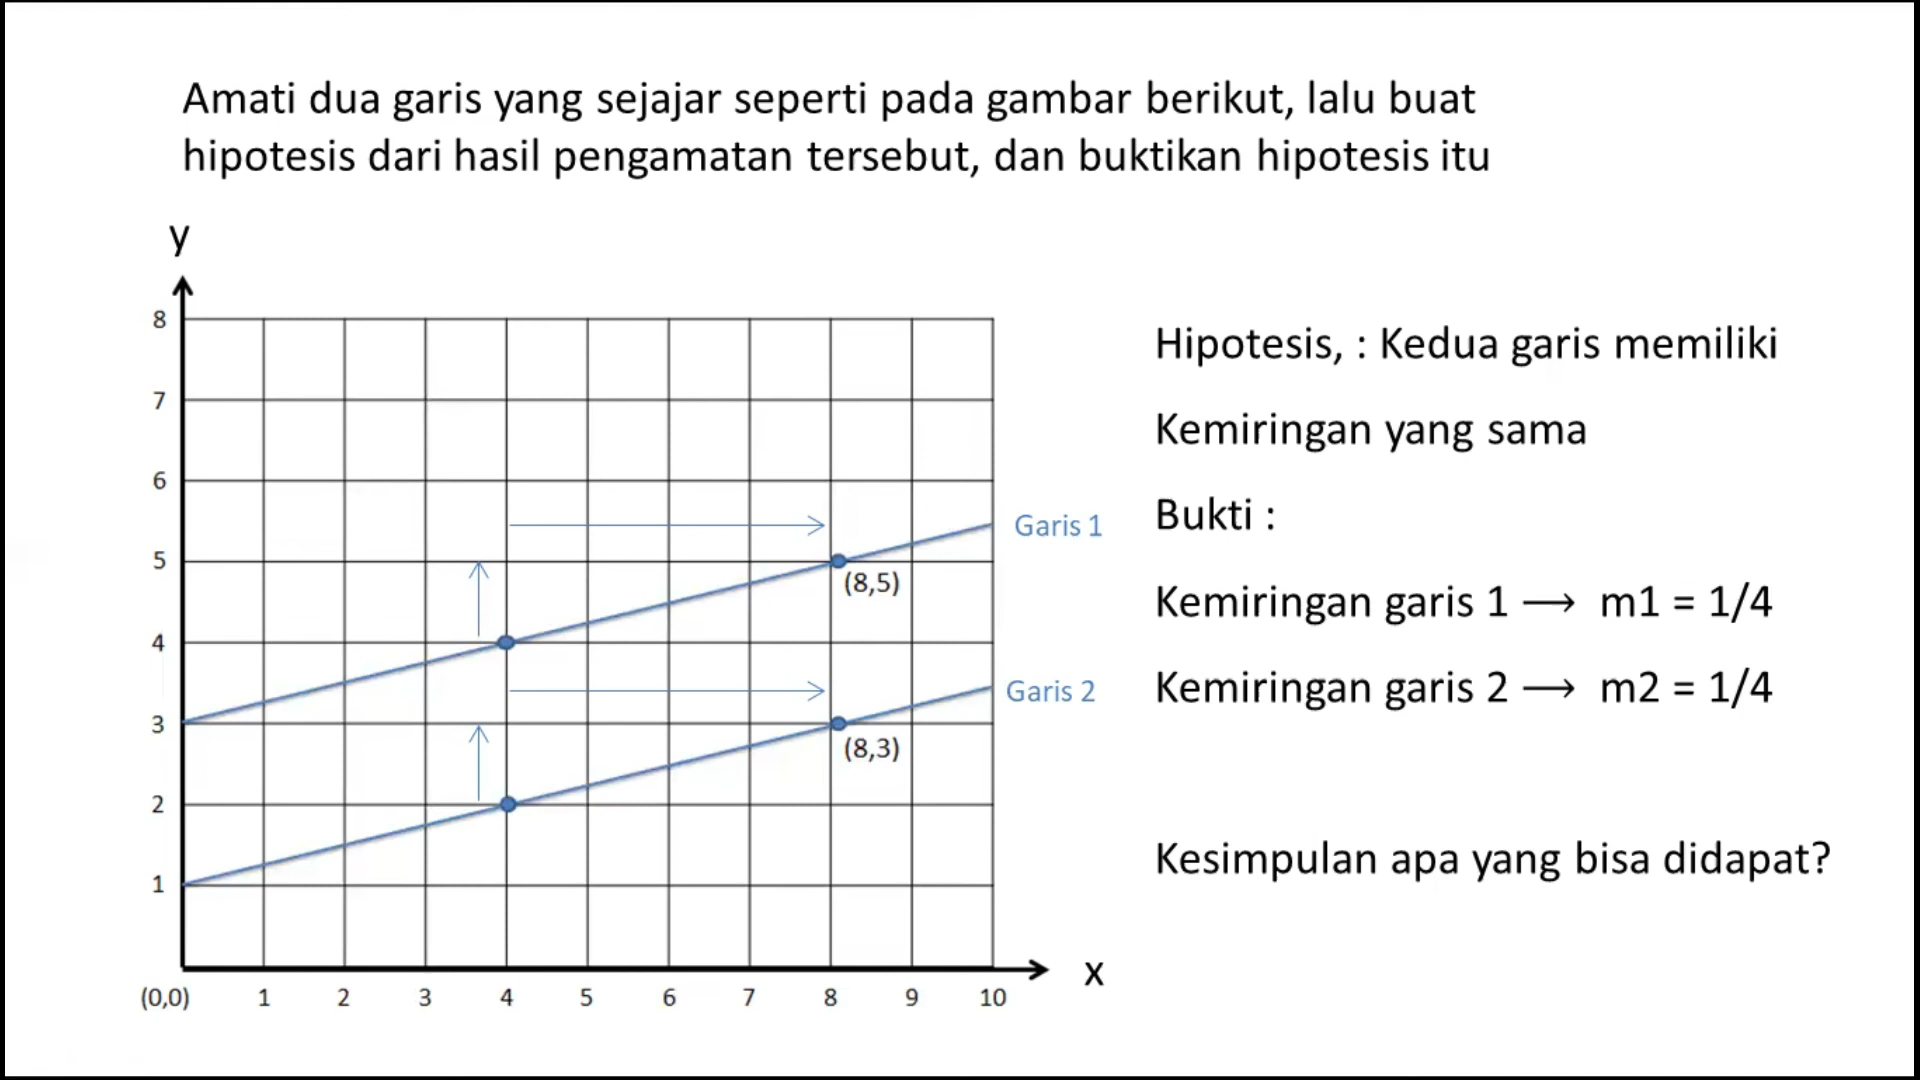 Amati dua garis yang sejajar seperti pada gambar berikut, lalu buat
hipotesis dari hasil pengamatan tersebut, dan buktikan hipotesis itu
y
8
7
6
5
4
3
2
1
Garis 1
(8,5)
Garis 2
(8,3)
(0,0) 1 2 3 4 5 6 7 8 9 10
x
Hipotesis, : Kedua garis memiliki
Kemiringan yang sama
Bukti :
Kemiringan garis 1 ⟶ m1 = 1/4
Kemiringan garis 2 ⟶ m2 = 1/4
Kesimpulan apa yang bisa didapat?